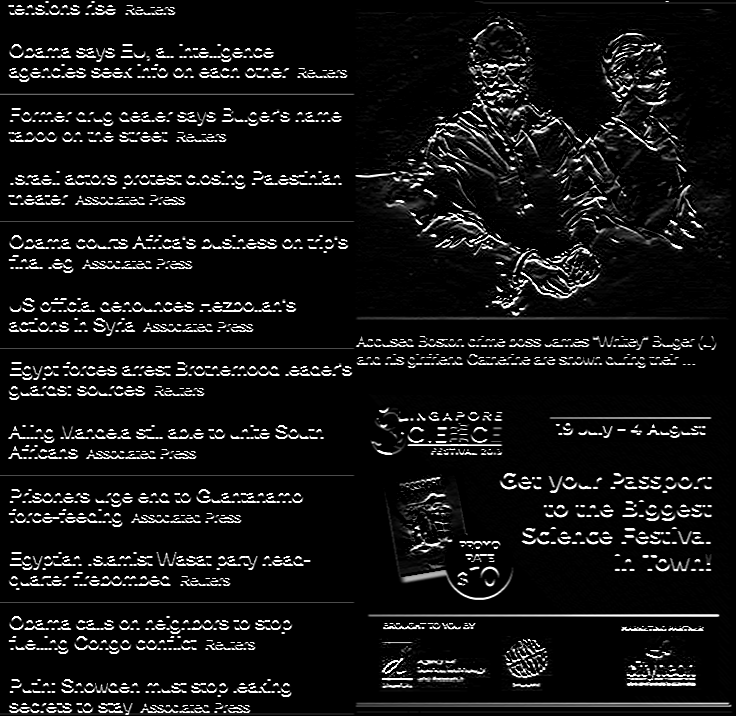 tensions rise Reuters
Obama says EU, all intelligence
agencies seek info on each other Reuters
Former drug dealer says Bulger's name
taboo on the street Reuters
Israeli actors protest closing Palestinian
theater Associated Press
Obama courts Africa's business on trip's
final leg Associated Press
US official denounces Hezbollah's
actions in Syria Associated Press
Egypt forces arrest Brotherhood leader's
guards: sources Reuters
Ailing Mandela still able to unite South
Africans Associated Press
Prisoners urge end to Guantanamo
force-feeding Associated Press
Egyptian Islamist Wasat party head-
quarter firebombed Reuters
Obama calls on neighbors to stop
fuelling Congo conflict Reuters
Putin: Snowden must stop leaking
secrets to stay Associated Press
Accused Boston crime boss James "Whitey" Bulger (L)
and his girlfriend Catherine are shown during their ...
SINGAPORE
SCIENCE
FESTIVAL 2013
19 July – 4 August
Get your Passport
to the Biggest
Science Festival
in Town!
PROMO
RATE
$10
BROUGHT TO YOU BY
MARKETING PARTNER
cityneon